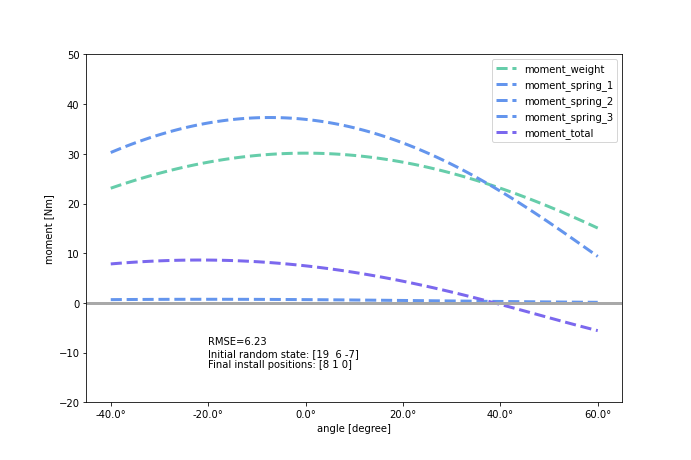 50
40
30
20
10
0
−10
−20
moment [Nm]
moment_weight
moment_spring_1
moment_spring_2
moment_spring_3
moment_total
RMSE=6.23
Initial random state: [19  6 -7]
Final install positions: [8 1 0]
-40.0° -20.0° 0.0° 20.0° 40.0° 60.0°
angle [degree]